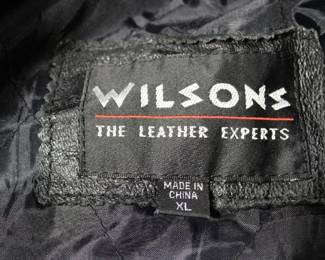 WILSONS
THE LEATHER EXPERTS
MADE IN
CHINA
XL